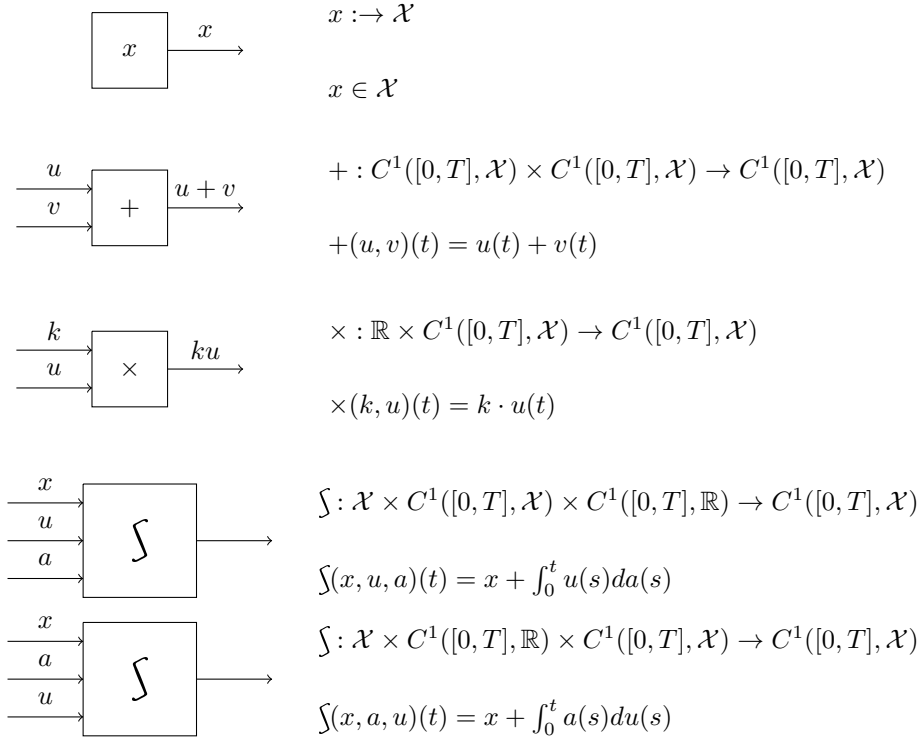 x
x
x :→ 𝒳
x ∈ 𝒳
u
v
+
u + v
+ : C¹([0, T], 𝒳) × C¹([0, T], 𝒳) → C¹([0, T], 𝒳)
+(u, v)(t) = u(t) + v(t)
k
u
×
ku
× : ℝ × C¹([0, T], 𝒳) → C¹([0, T], 𝒳)
×(k, u)(t) = k · u(t)
x
u
a
∫
∫: 𝒳 × C¹([0, T], 𝒳) × C¹([0, T], ℝ) → C¹([0, T], 𝒳)
∫(x, u, a)(t) = x + ∫₀ᵗ u(s)da(s)
x
a
u
∫
∫: 𝒳 × C¹([0, T], ℝ) × C¹([0, T], 𝒳) → C¹([0, T], 𝒳)
∫(x, a, u)(t) = x + ∫₀ᵗ a(s)du(s)